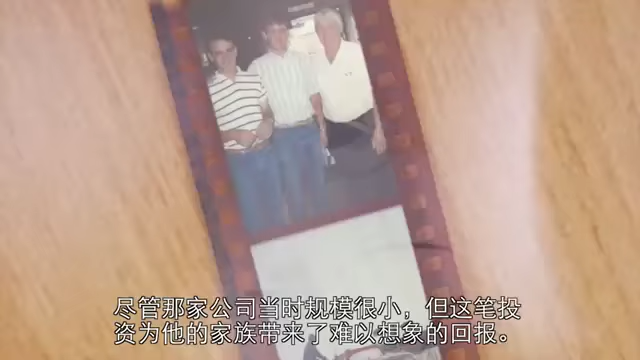 尽管那家公司当时规模很小，但这笔投
资为他的家族带来了难以想象的回报。